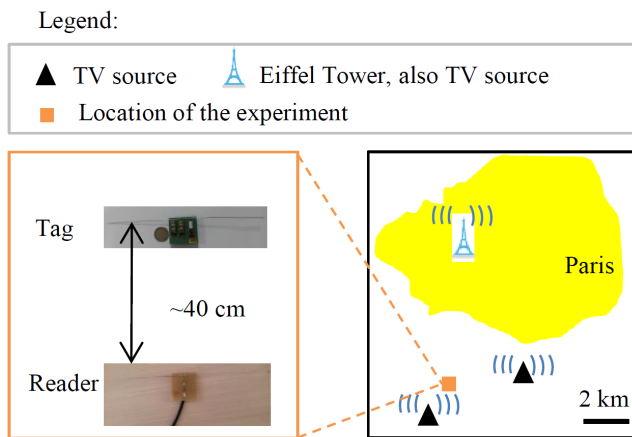 Legend:
TV source
Eiffel Tower, also TV source
Location of the experiment
Tag
~40 cm
Reader
Paris
2 km